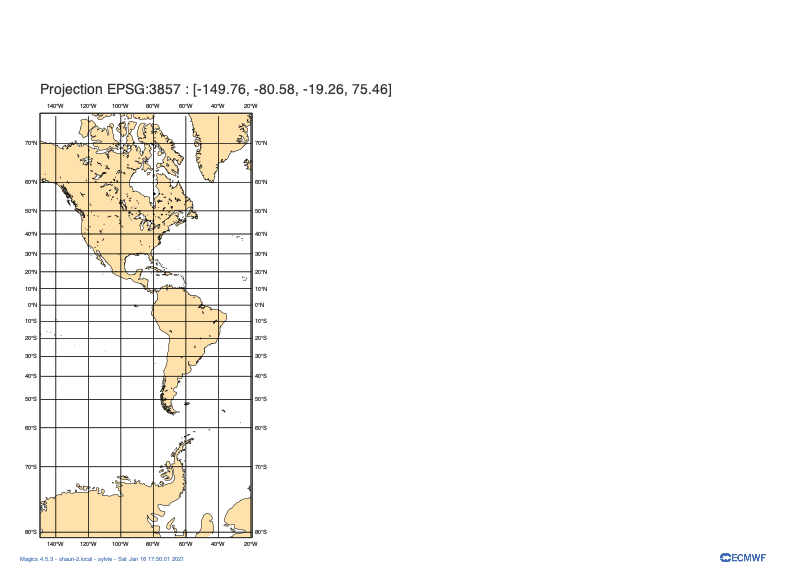 Projection EPSG:3857 : [-149.76, -80.58, -19.26, 75.46]
140°W 120°W 100°W 80°W 60°W 40°W 20°W
70°N 70°N
60°N 60°N
50°N 50°N
40°N 40°N
30°N 30°N
20°N 20°N
10°N 10°N
0°N 0°N
10°S 10°S
20°S 20°S
30°S 30°S
40°S 40°S
50°S 50°S
60°S 60°S
70°S 70°S
80°S 80°S
140°W 120°W 100°W 80°W 60°W 40°W 20°W
Magics 4.5.3 - shaun-2.local - sylvie - Sat Jan 16 17:50:01 2021
ECMWF